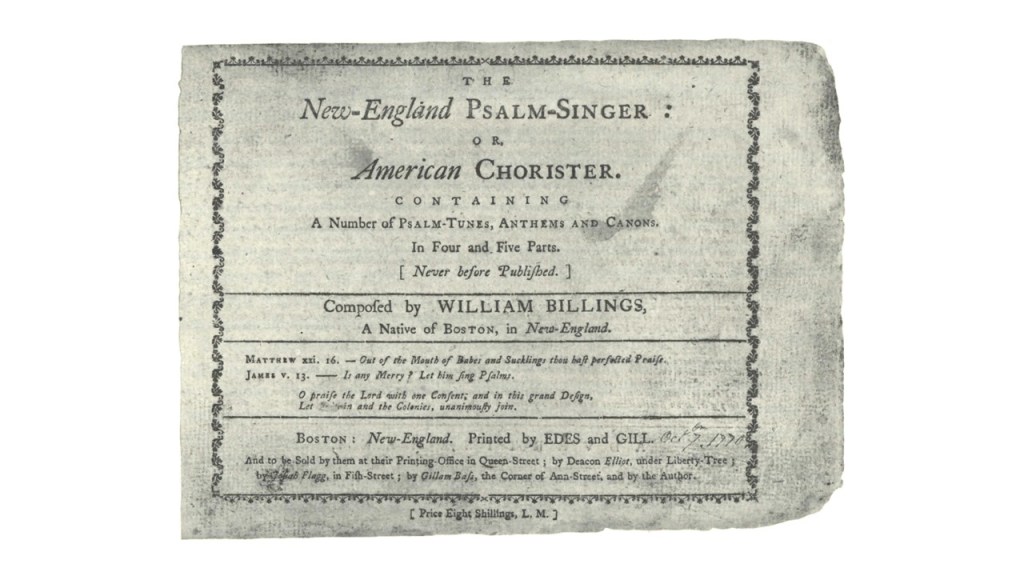 THE
New-England PSALM-SINGER :
OR,
American CHORISTER.
CONTAINING
A Number of PSALM-TUNES, ANTHEMS AND CANONS.
In Four and Five Parts.
[ Never before Publiſhed. ]
Compoſed by WILLIAM BILLINGS,
A Native of BOSTON, in New-England.
MATTHEW xxi. 16. — Out of the Mouth of Babes and Sucklings thou haſt perfected Praiſe.
JAMES v. 13. —— Is any Merry? Let him ſing Pſalms.
O praiſe the Lord with one Conſent; and in this grand Deſign,
Let and the Colonies, unanimouſly join.
BOSTON: New-England. Printed by EDES and GILL. Oct 7, 1770
And to be Sold by them at their Printing-Office in Queen-Street; by Deacon Elliot, under Liberty-Tree;
by Flagg, in Fiſh-Street; by Gillam Baſs, the Corner of Ann-Street, and by the Author.
[ Price Eight Shillings, L. M. ]